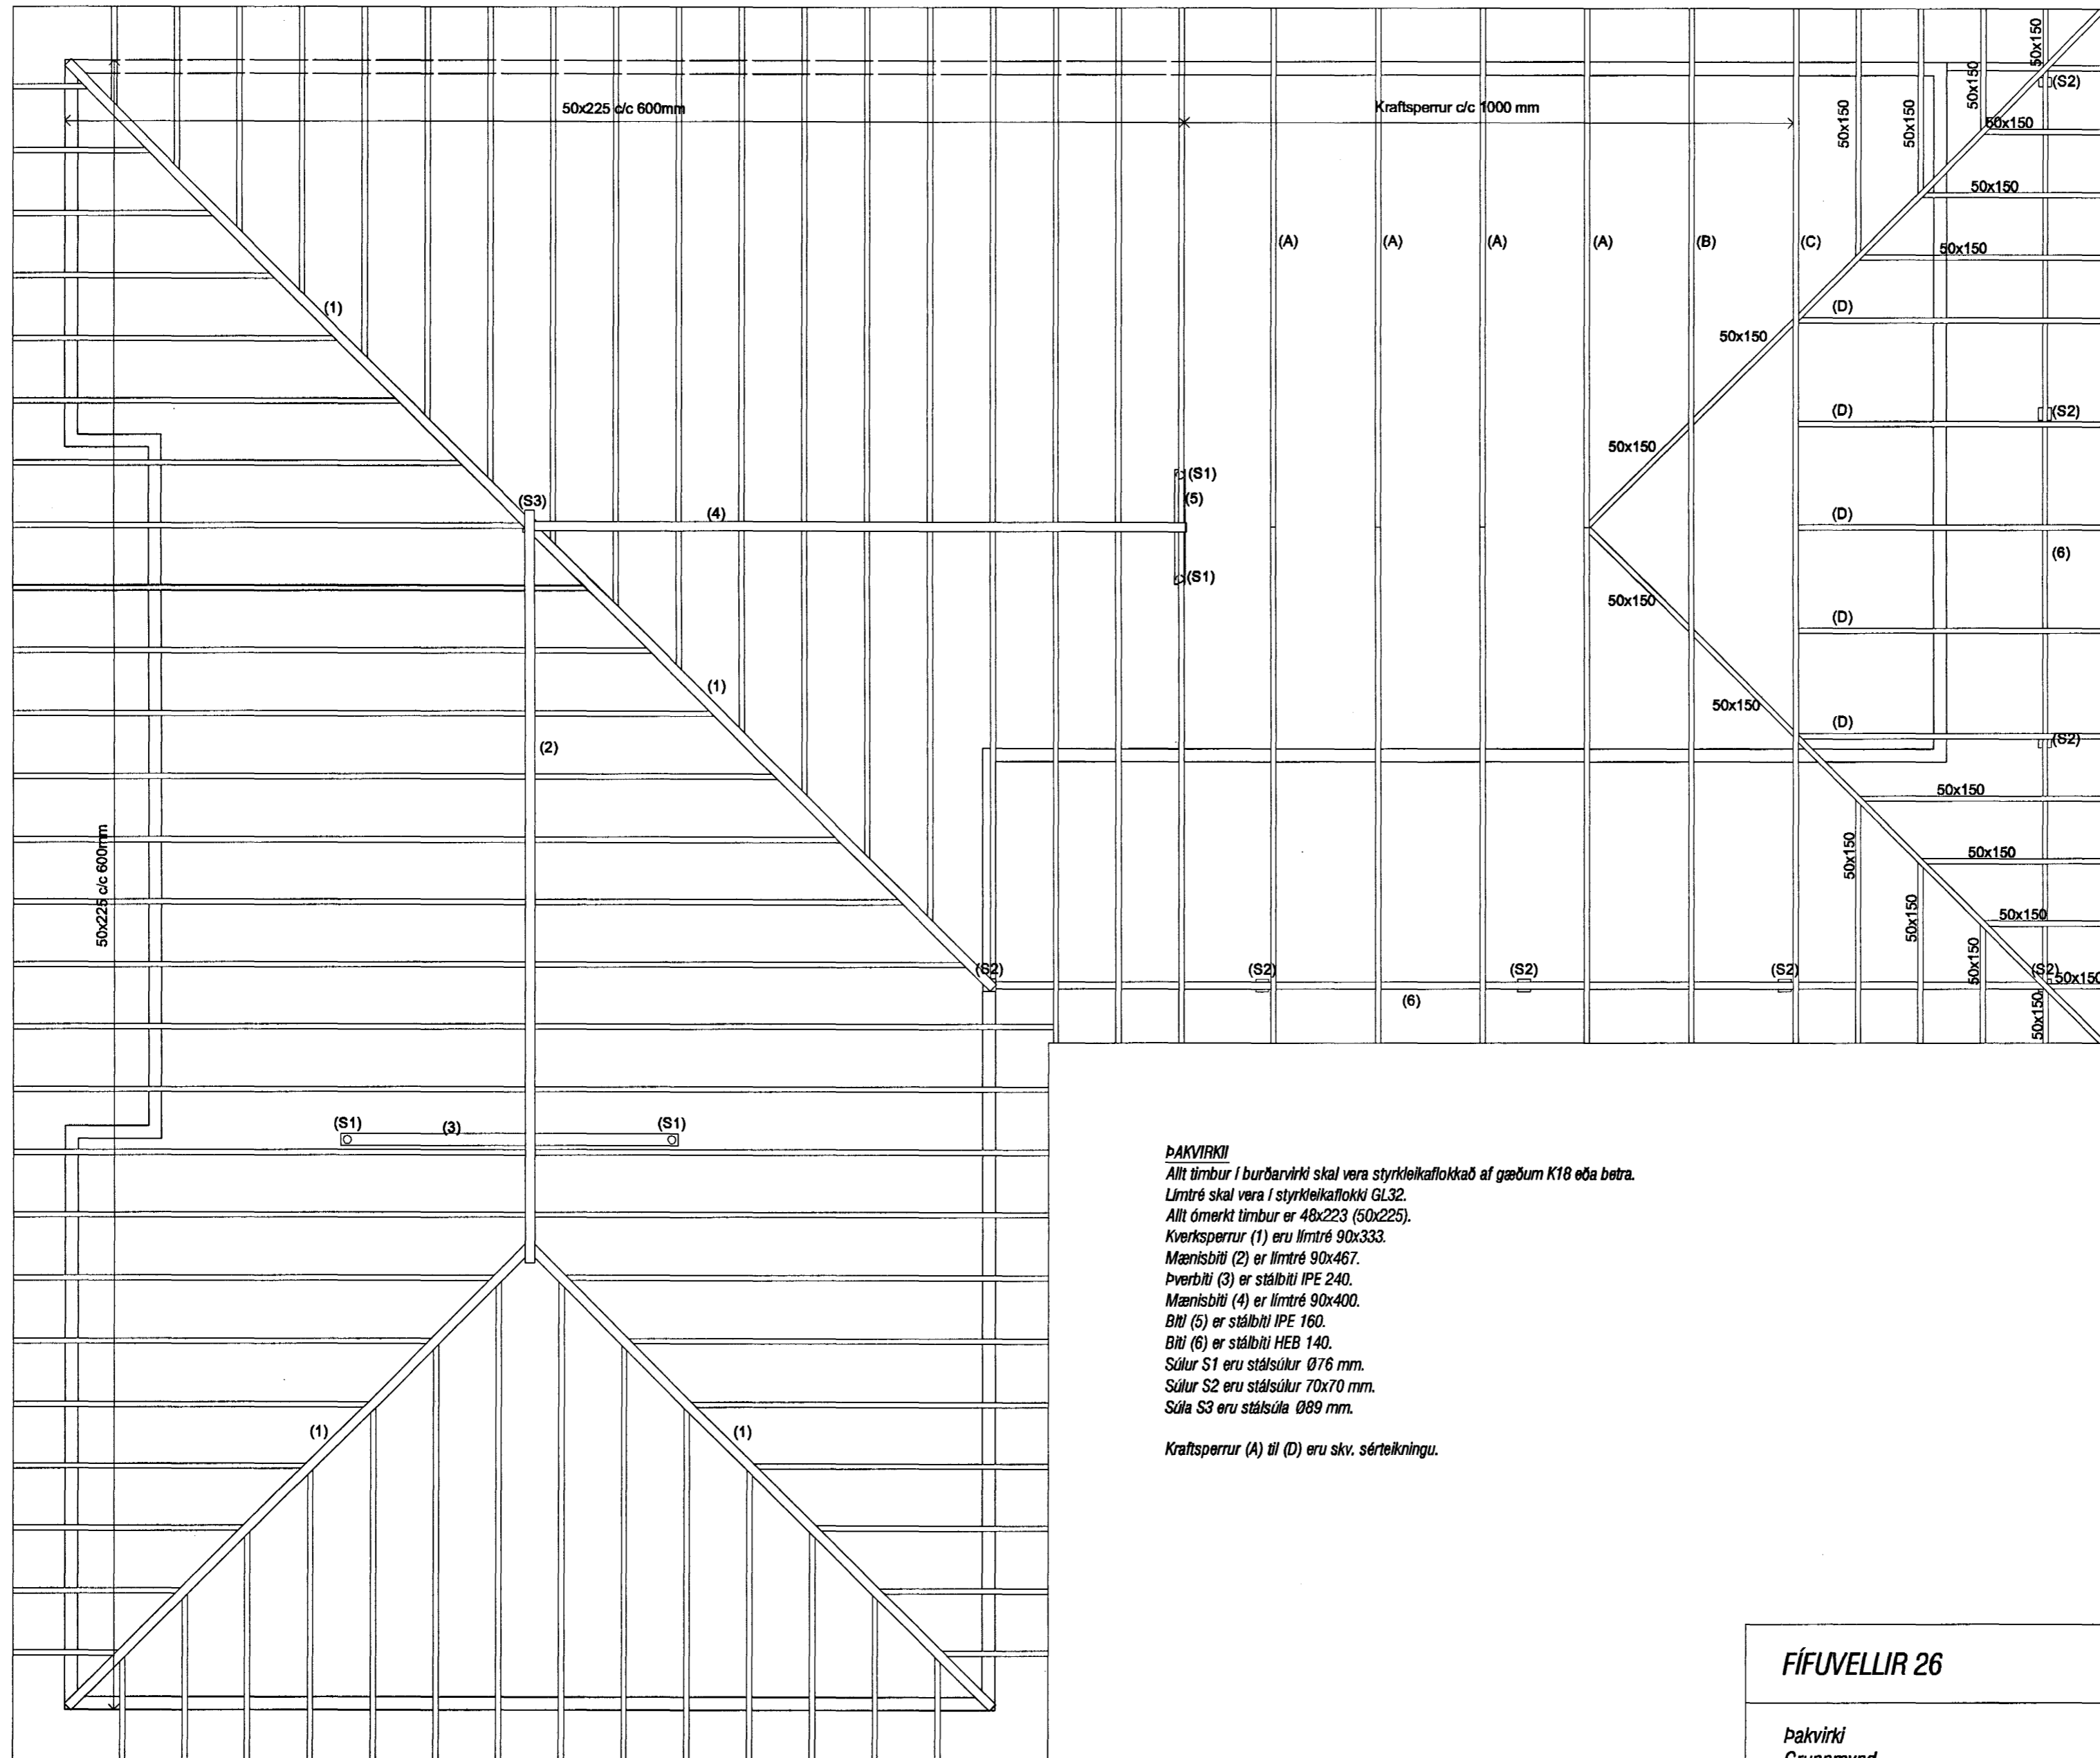 50x150
(S2)
50x150
50x225 c/c 600mm
Kraftsperrur c/c 1000 mm
50x150
50x150
50x150
50x150
(A)
(A)
(A)
(A)
(B)
(C)
50x150
(1)
(D)
50x150
(D)
(S2)
50x150
(S1)
(5)
(S3)
(4)
(D)
(6)
(S1)
50x150
(D)
(1)
50x150
(D)
(2)
(S2)
50x150
50x225 c/c 600mm
50x150
50x150
50x150
50x150
50x150
(S2)
(S2)
(S2)
(S2)
(S2)
50x150
(6)
50x150
(S1)
(3)
(S1)
ÞAKVIRKII
Allt timbur í burðarvirki skal vera styrkleikaflokkað af gæðum K18 eða betra.
Límtré skal vera í styrkleikaflokki GL32.
Allt ómerkt timbur er 48x223 (50x225).
Kverksperrur (1) eru límtré 90x333.
Mænisbiti (2) er límtré 90x467.
Þverbiti (3) er stálbiti IPE 240.
Mænisbiti (4) er límtré 90x400.
Biti (5) er stálbiti IPE 160.
Biti (6) er stálbiti HEB 140.
Súlur S1 eru stálsúlur Ø76 mm.
Súlur S2 eru stálsúlur 70x70 mm.
Súla S3 eru stálsúla Ø89 mm.
Kraftsperrur (A) til (D) eru skv. sérteikningu.
(1)
(1)
FÍFUVELLIR 26
Þakvirki